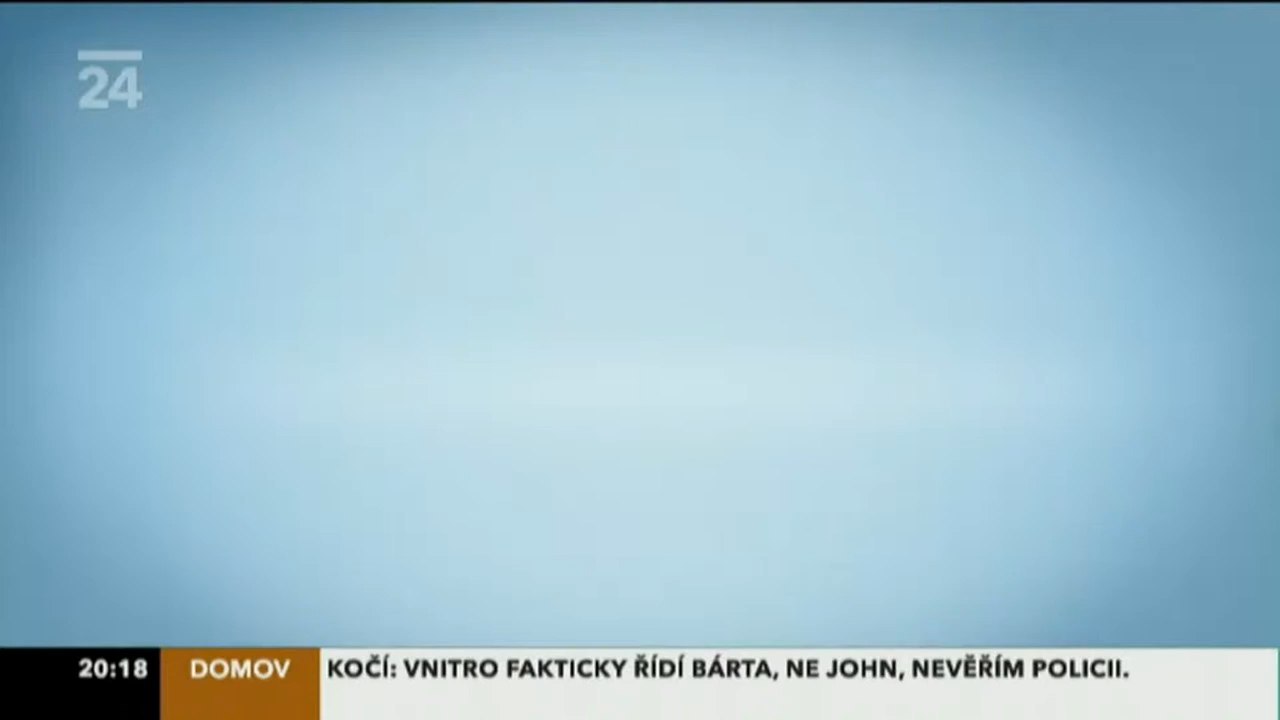 24
20:18 DOMOV KOČÍ: VNITRO FAKTICKY ŘÍDÍ BÁRTA, NE JOHN, NEVĚŘÍM POLICII.